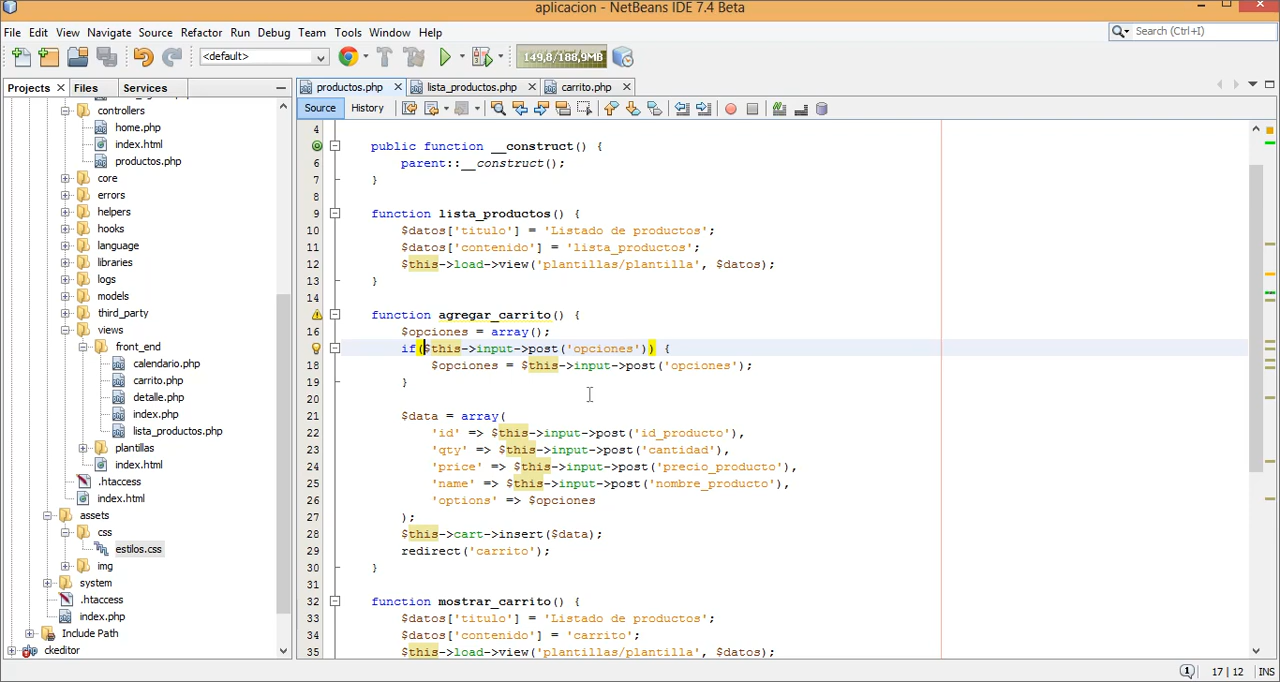 aplicacion - NetBeans IDE 7.4 Beta
File Edit View Navigate Source Refactor Run Debug Team Tools Window Help
Search (Ctrl+I)
<default>
149,8/188,9MB
Projects Files Services
productos.php lista_productos.php carrito.php
Source History
controllers
home.php
index.html
productos.php
core
errors
helpers
hooks
language
libraries
logs
models
third_party
views
front_end
calendario.php
carrito.php
detalle.php
index.php
lista_productos.php
plantillas
index.html
.htaccess
index.html
assets
css
estilos.css
img
system
.htaccess
index.php
Include Path
ckeditor
4
public function __construct() {
6 parent::__construct();
7 }
8
9 function lista_productos() {
10 $datos['titulo'] = 'Listado de productos';
11 $datos['contenido'] = 'lista_productos';
12 $this->load->view('plantillas/plantilla', $datos);
13 }
14
function agregar_carrito() {
16 $opciones = array();
if($this->input->post('opciones')) {
18 $opciones = $this->input->post('opciones');
19 }
20
21 $data = array(
22 'id' => $this->input->post('id_producto'),
23 'qty' => $this->input->post('cantidad'),
24 'price' => $this->input->post('precio_producto'),
25 'name' => $this->input->post('nombre_producto'),
26 'options' => $opciones
27 );
28 $this->cart->insert($data);
29 redirect('carrito');
30 }
31
32 function mostrar_carrito() {
33 $datos['titulo'] = 'Listado de productos';
34 $datos['contenido'] = 'carrito';
35 $this->load->view('plantillas/plantilla', $datos);
1 17 | 12 INS